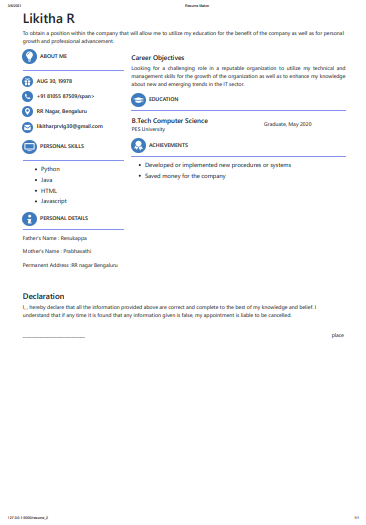 3/8/2021
Resume Maker
Likitha R
To obtain a position within the company that will allow me to utilize my education for the benefit of the company as well as for personal
growth and professional advancement.
ABOUT ME
AUG 30, 19978
+91 81055 87509/span>
RR Nagar, Bengaluru
likitharprvlg30@gmail.com
PERSONAL SKILLS
Python
Java
HTML
Javascript
PERSONAL DETAILS
Father's Name : Renukappa
Mother's Name : Prabhavathi
Permanent Address :RR nagar Bengaluru
Career Objectives
Looking for a challenging role in a reputable organization to utilize my technical and
management skills for the growth of the organization as well as to enhance my knowledge
about new and emerging trends in the IT sector.
EDUCATION
B.Tech Computer Science
Graduate, May 2020
PES University
ACHIEVEMENTS
Developed or implemented new procedures or systems
Saved money for the company
Declaration
I, , hereby declare that all the information provided above are correct and complete to the best of my knowledge and belief. I
understand that if any time it is found that any information given is false, my appointment is liable to be cancelled.
place
127.0.0.1:8000/resume_2
1/1